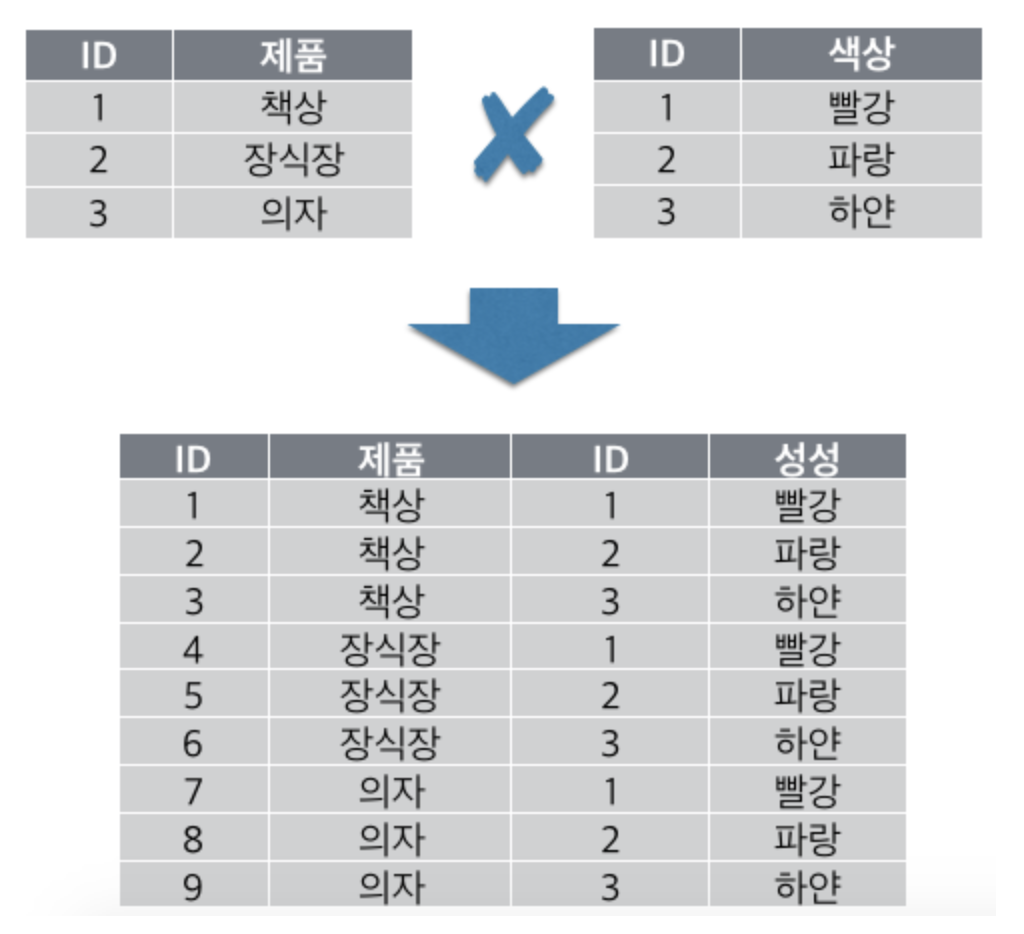 ID 제품
1 책상
2 장식장
3 의자
ID 색상
1 빨강
2 파랑
3 하얀
ID 제품 ID 성성
1 책상 1 빨강
2 책상 2 파랑
3 책상 3 하얀
4 장식장 1 빨강
5 장식장 2 파랑
6 장식장 3 하얀
7 의자 1 빨강
8 의자 2 파랑
9 의자 3 하얀